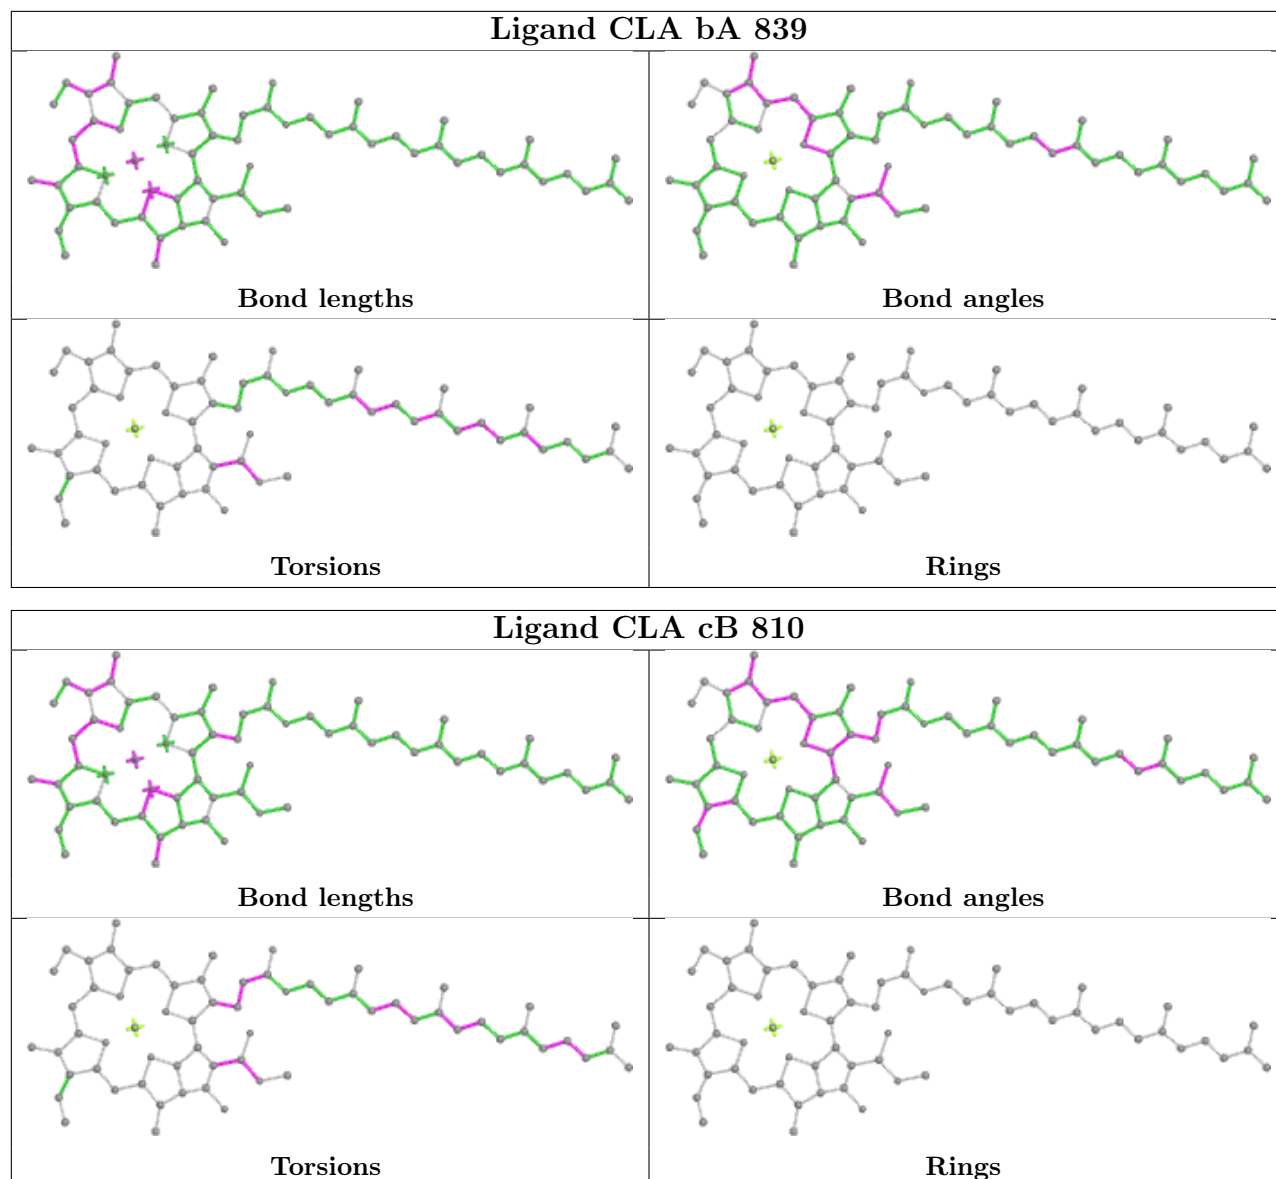 Ligand CLA bA 839
Bond lengths
Bond angles
Torsions
Rings
Ligand CLA cB 810
Bond lengths
Bond angles
Torsions
Rings